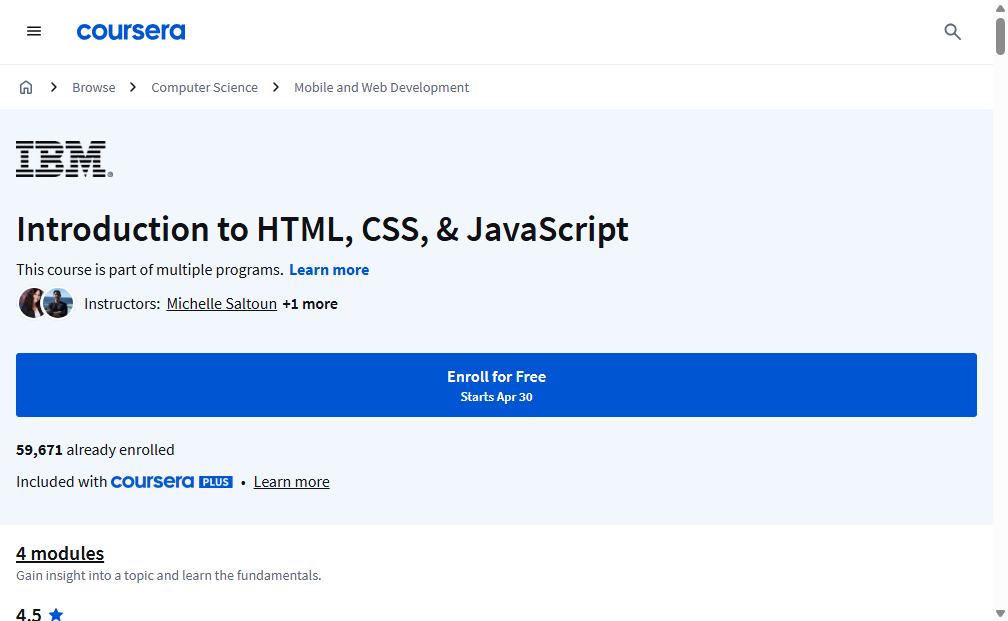 coursera
Browse Computer Science Mobile and Web Development
IBM®
Introduction to HTML, CSS, & JavaScript
This course is part of multiple programs. Learn more
Instructors: Michelle Saltoun +1 more
Enroll for Free
Starts Apr 30
59,671 already enrolled
Included with coursera PLUS • Learn more
4 modules
Gain insight into a topic and learn the fundamentals.
4.5